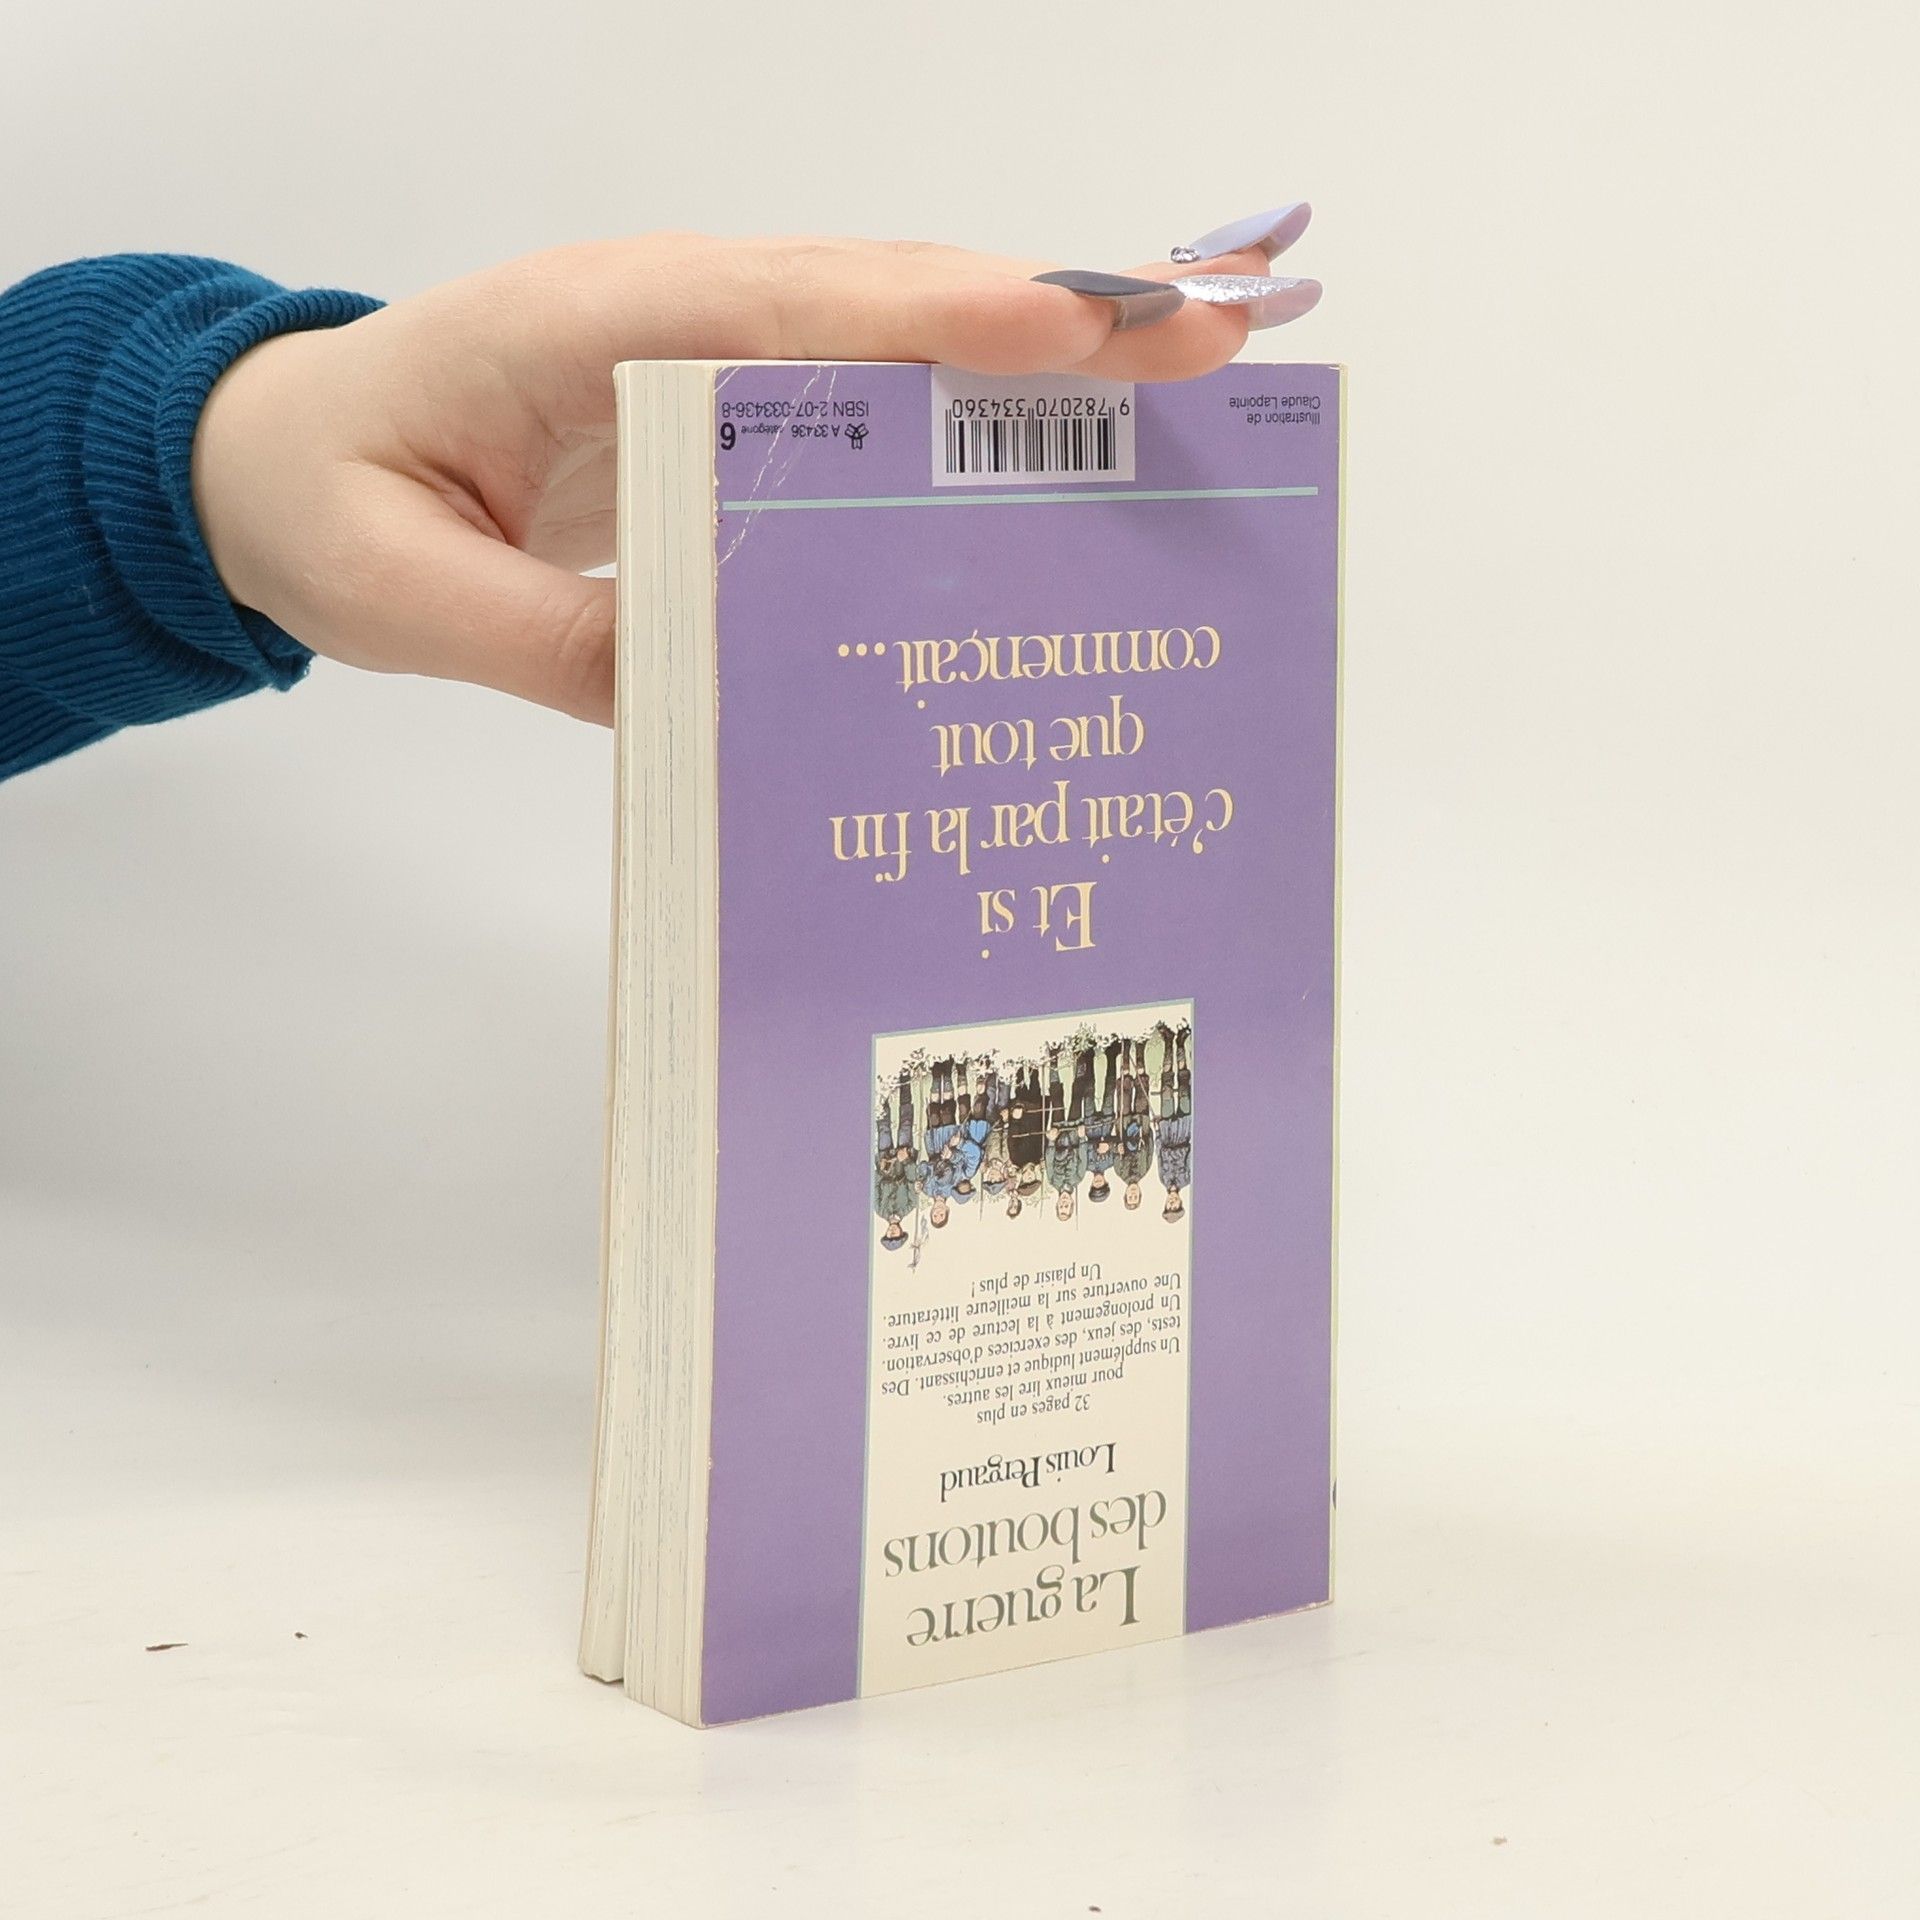 La guerre
des boutons
Louis Pergaud
32 pages en plus
pour mieux lire les autres.
Un supplément ludique et enrichissant. Des
tests, des jeux, des exercices d'observation.
Un prolongement à la lecture de ce livre.
Une ouverture sur la meilleure littérature.
Un plaisir de plus !
Et si
c'était par la fin
que tout
commençait...
Illustration de
Claude Lapointe
9 782070 334360
A 33436 catégorie 6
ISBN 2-07-033436-8